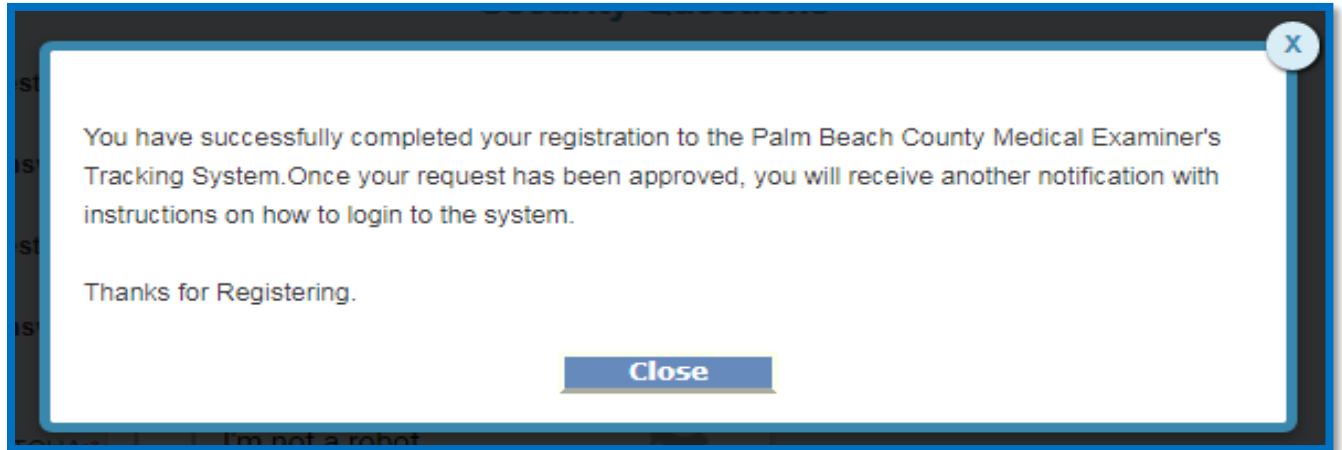 Security Questions
X
You have successfully completed your registration to the Palm Beach County Medical Examiner's
Tracking System.Once your request has been approved, you will receive another notification with
instructions on how to login to the system.
Thanks for Registering.
Close
I'm not a robot